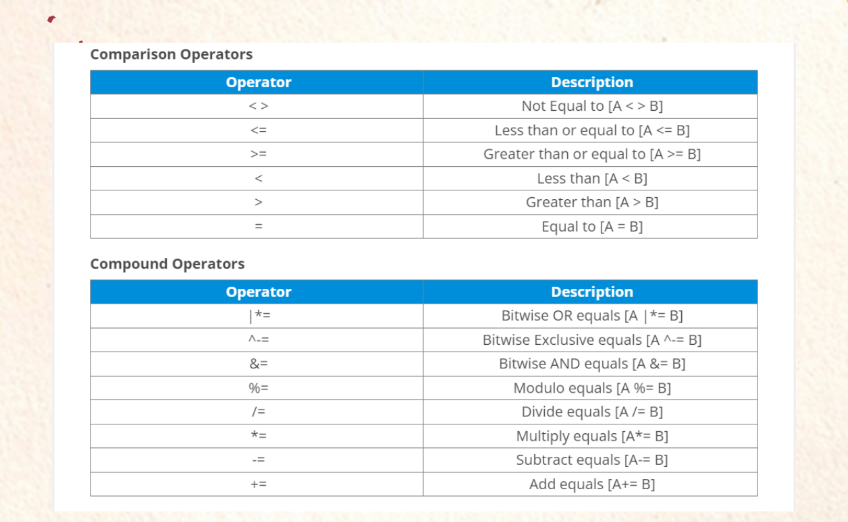 Comparison Operators
Operator Description
< > Not Equal to [A < > B]
<= Less than or equal to [A <= B]
>= Greater than or equal to [A >= B]
< Less than [A < B]
> Greater than [A > B]
= Equal to [A = B]
Compound Operators
Operator Description
|*= Bitwise OR equals [A |*= B]
^-= Bitwise Exclusive equals [A ^-= B]
&= Bitwise AND equals [A &= B]
%= Modulo equals [A %= B]
/= Divide equals [A /= B]
*= Multiply equals [A*= B]
-= Subtract equals [A-= B]
+= Add equals [A+= B]